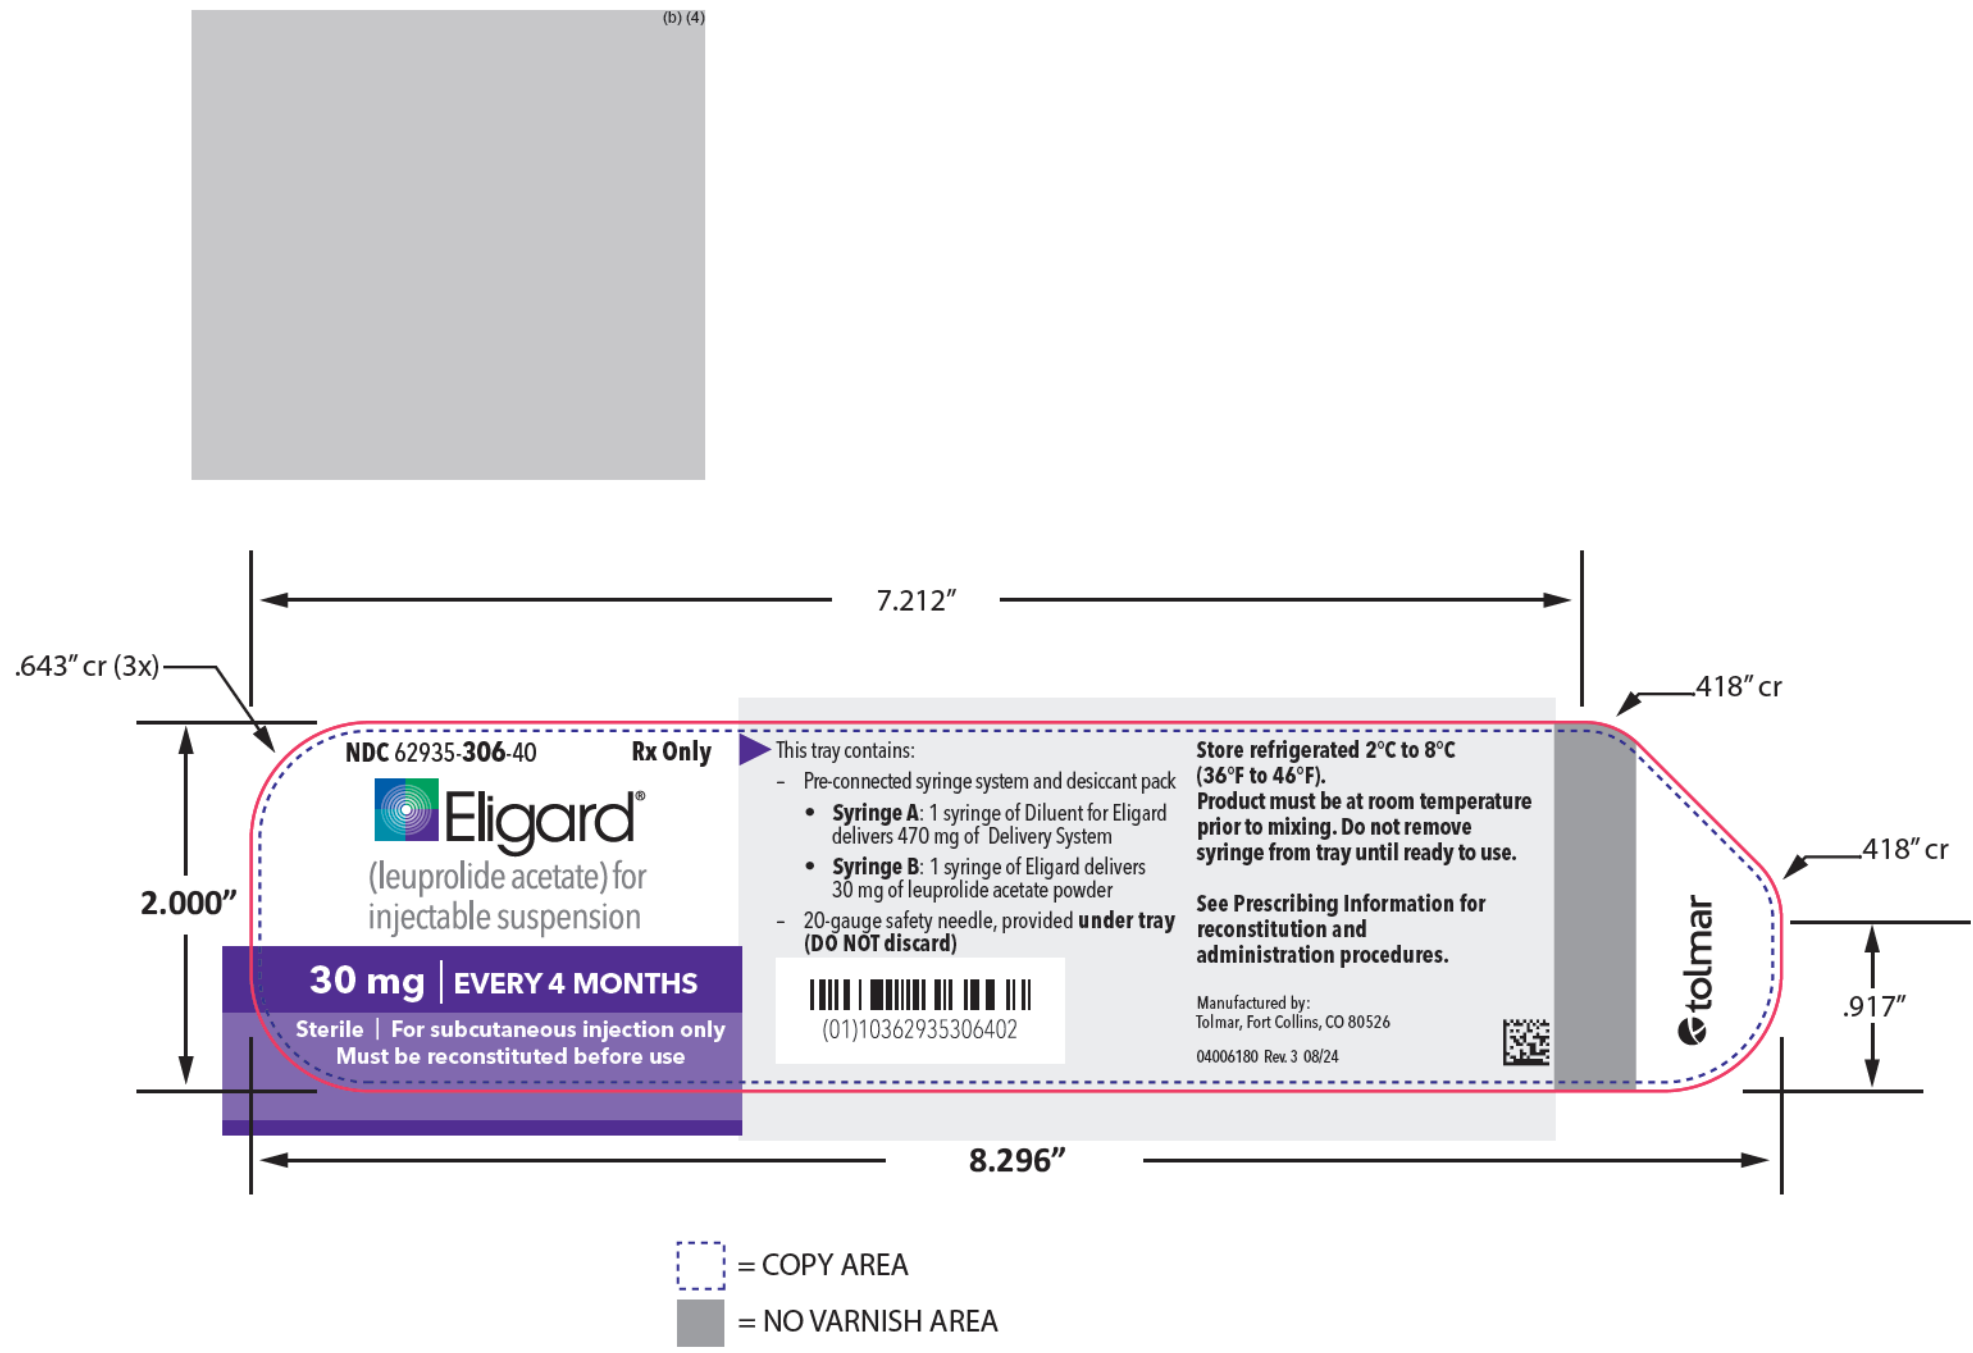 (b) (4)
7.212”
.643” cr (3x)
.418” cr
NDC 62935-306-40
Rx Only
Eligard®
(leuprolide acetate) for
injectable suspension
30 mg | EVERY 4 MONTHS
Sterile | For subcutaneous injection only
Must be reconstituted before use
This tray contains:
– Pre-connected syringe system and desiccant pack
• Syringe A: 1 syringe of Diluent for Eligard
delivers 470 mg of Delivery System
• Syringe B: 1 syringe of Eligard delivers
30 mg of leuprolide acetate powder
– 20-gauge safety needle, provided under tray
(DO NOT discard)
(01)10362935306402
Store refrigerated 2°C to 8°C
(36°F to 46°F).
Product must be at room temperature
prior to mixing. Do not remove
syringe from tray until ready to use.
See Prescribing Information for
reconstitution and
administration procedures.
Manufactured by:
Tolmar, Fort Collins, CO 80526
04006180 Rev. 3 08/24
tolmar
.418” cr
2.000”
.917”
8.296”
= COPY AREA
= NO VARNISH AREA